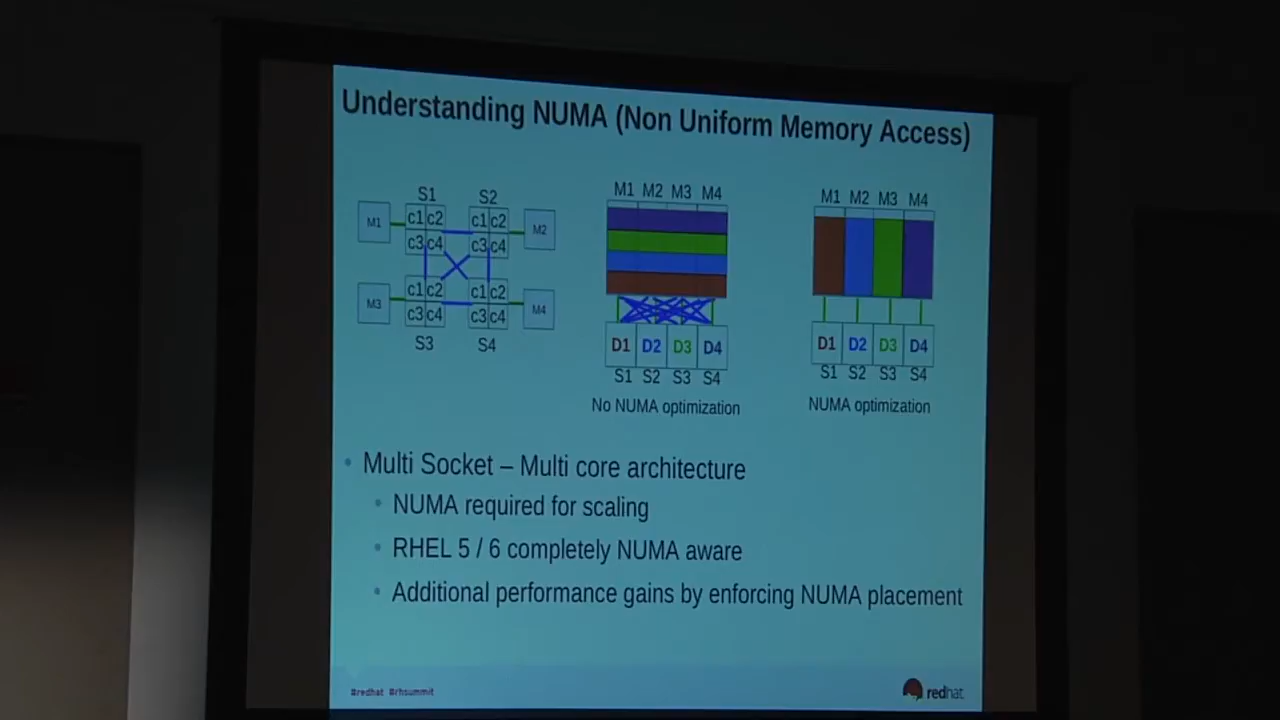 Understanding NUMA (Non Uniform Memory Access)
S1 S2
M1 c1 c2 c1 c2 M2
c3 c4 c3 c4
M3 c1 c2 c1 c2 M4
c3 c4 c3 c4
S3 S4
M1 M2 M3 M4
D1 D2 D3 D4
S1 S2 S3 S4
No NUMA optimization
M1 M2 M3 M4
D1 D2 D3 D4
S1 S2 S3 S4
NUMA optimization
• Multi Socket – Multi core architecture
• NUMA required for scaling
• RHEL 5 / 6 completely NUMA aware
• Additional performance gains by enforcing NUMA placement
#redhat #rhsummit
redhat.